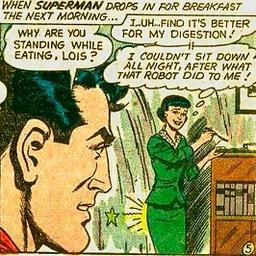 WHEN SUPERMAN DROPS IN FOR BREAKFAST
THE NEXT MORNING...
WHY ARE YOU
STANDING WHILE
EATING, LOIS?
I..UH...FIND IT'S BETTER
FOR MY DIGESTION!
I COULDN'T SIT DOWN
ALL NIGHT, AFTER WHAT
THAT ROBOT DID TO ME!
5